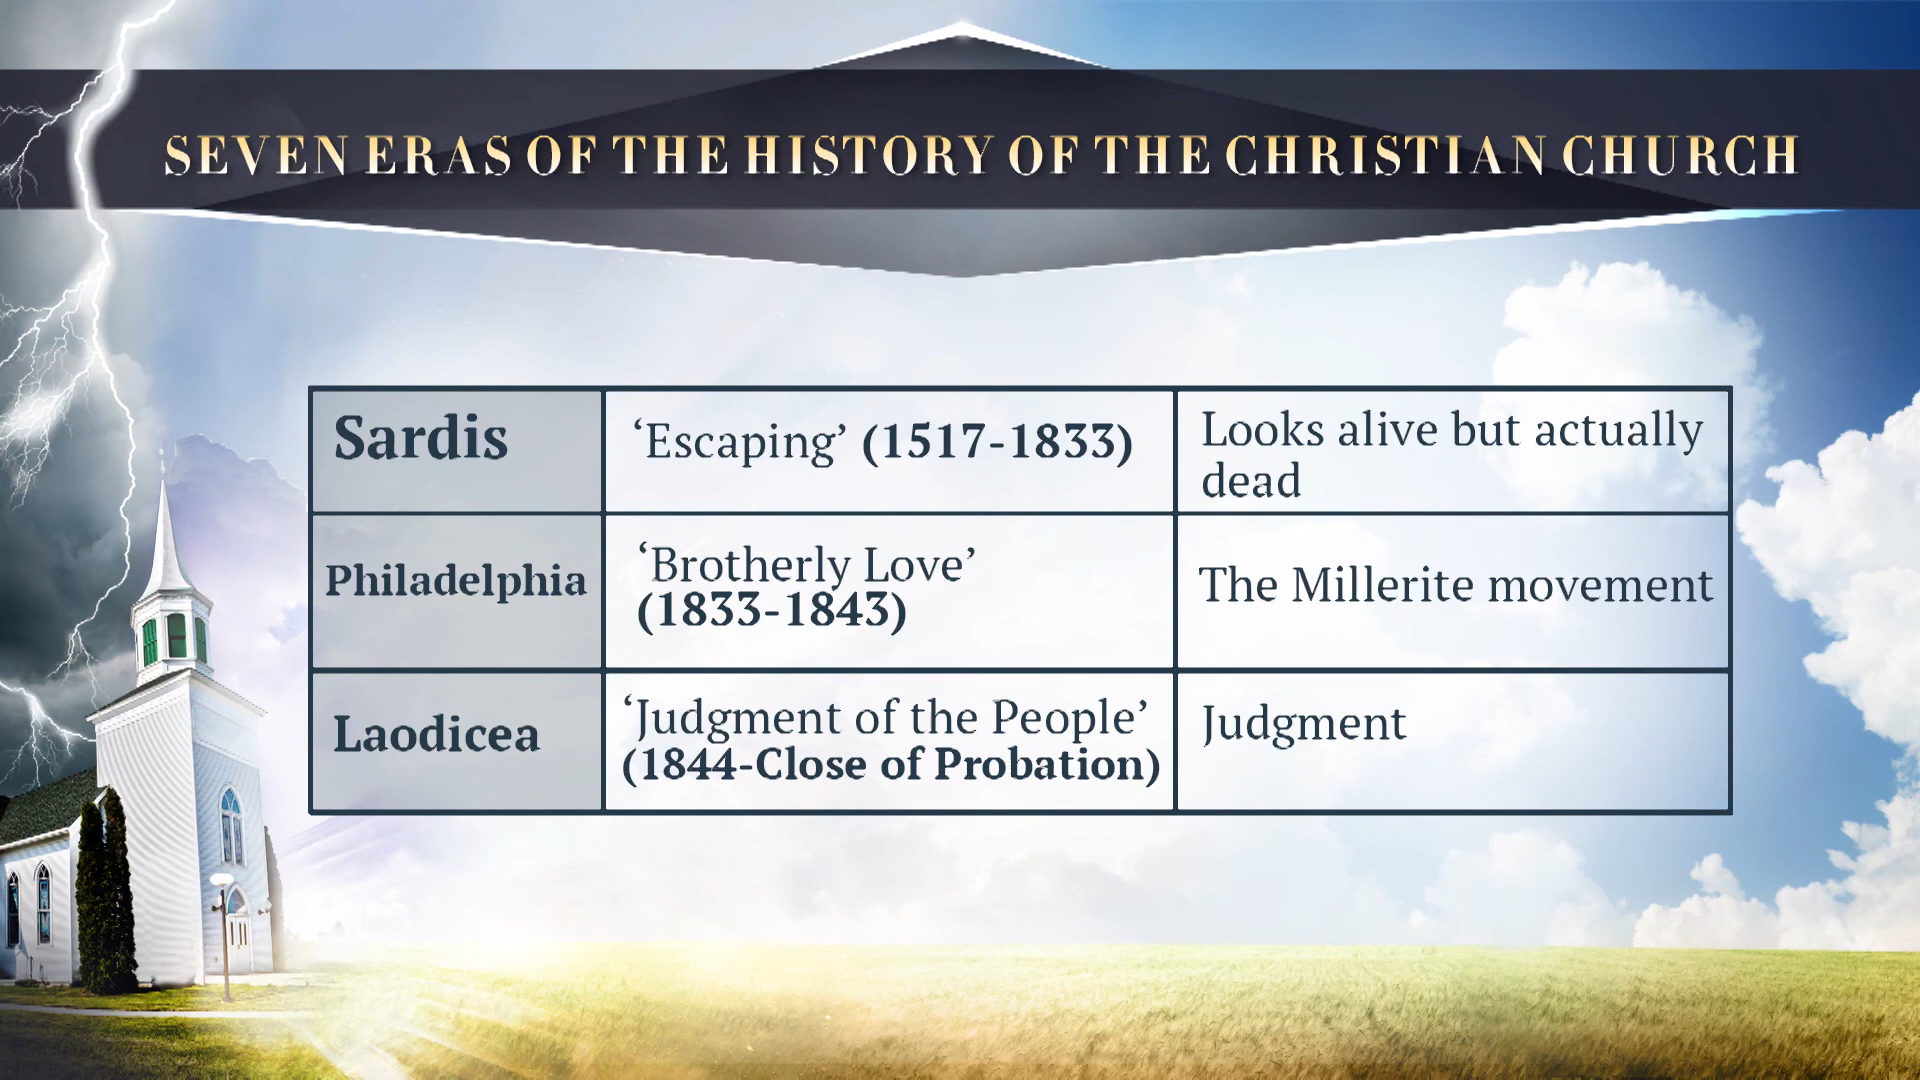 SEVEN ERAS OF THE HISTORY OF THE CHRISTIAN CHURCH
Sardis
‘Escaping’ (1517-1833)
Looks alive but actually
dead
Philadelphia
‘Brotherly Love’
(1833-1843)
The Millerite movement
Laodicea
‘Judgment of the People’
(1844-Close of Probation)
Judgment